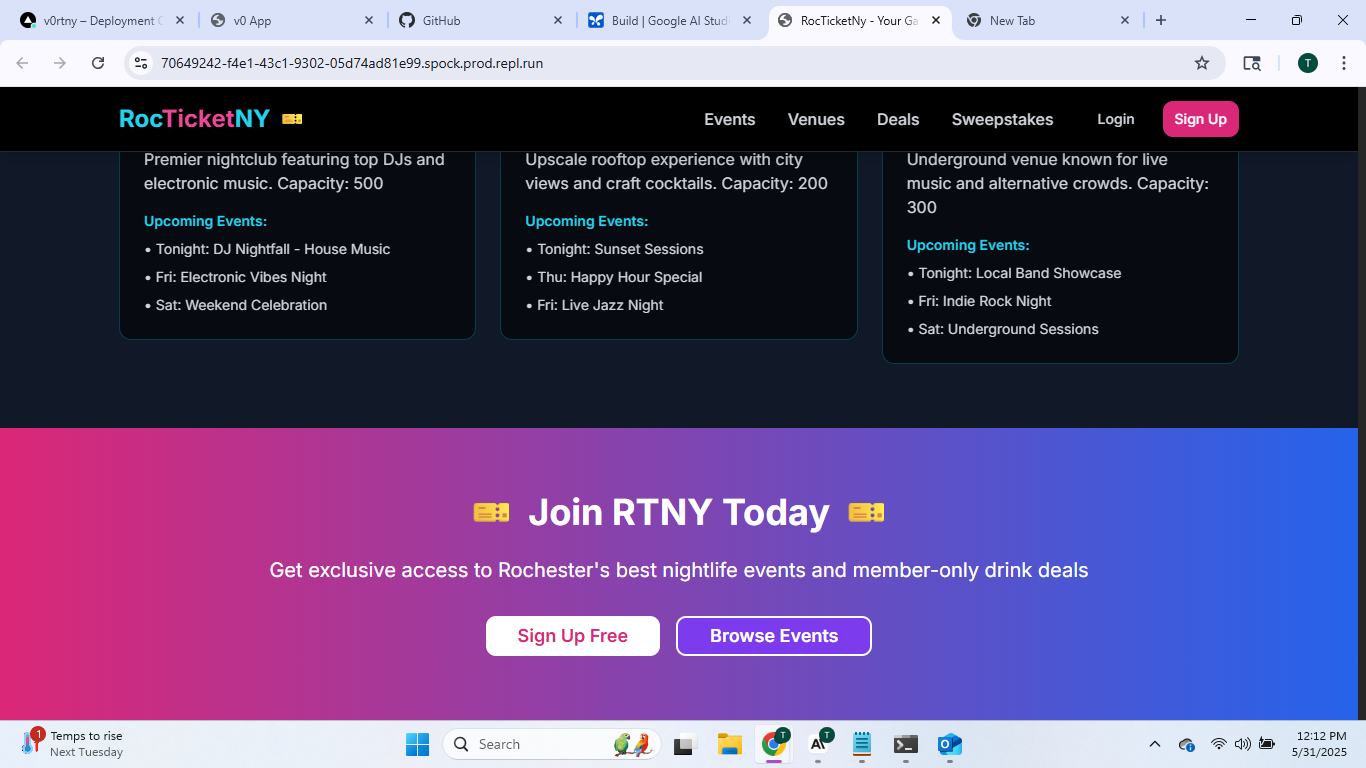 v0rtny – Deployment
v0 App
GitHub
Build | Google AI Studi
RocTicketNy - Your Ga
New Tab
70649242-f4e1-43c1-9302-05d74ad81e99.spock.prod.repl.run
T
RocTicketNY
Events
Venues
Deals
Sweepstakes
Login
Sign Up
Premier nightclub featuring top DJs and
electronic music. Capacity: 500
Upcoming Events:
• Tonight: DJ Nightfall - House Music
• Fri: Electronic Vibes Night
• Sat: Weekend Celebration
Upscale rooftop experience with city
views and craft cocktails. Capacity: 200
Upcoming Events:
• Tonight: Sunset Sessions
• Thu: Happy Hour Special
• Fri: Live Jazz Night
Underground venue known for live
music and alternative crowds. Capacity:
300
Upcoming Events:
• Tonight: Local Band Showcase
• Fri: Indie Rock Night
• Sat: Underground Sessions
Join RTNY Today
Get exclusive access to Rochester's best nightlife events and member-only drink deals
Sign Up Free
Browse Events
1
Temps to rise
Next Tuesday
Search
T
T
12:12 PM
5/31/2025